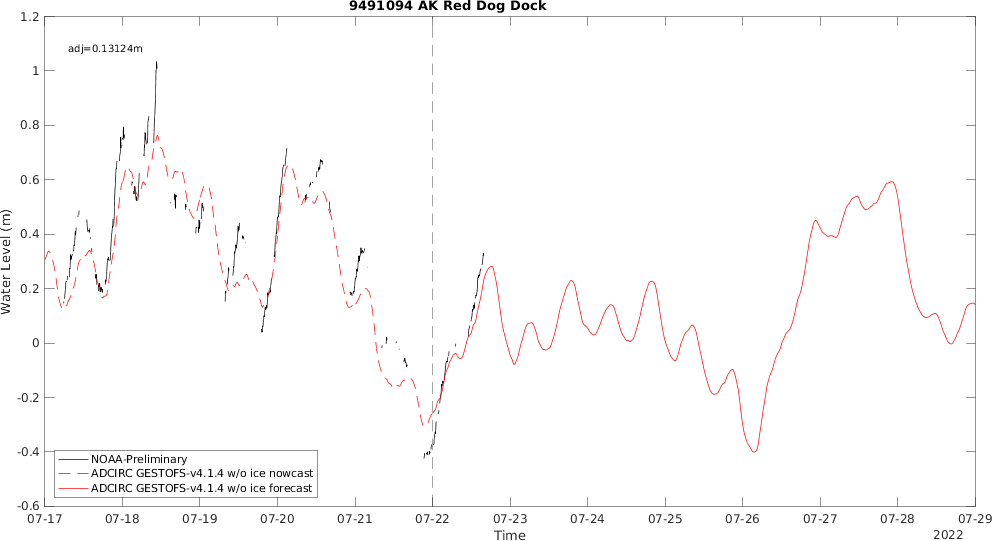 9491094 AK Red Dog Dock
adj=0.13124m
Water Level (m)
1.2
1
0.8
0.6
0.4
0.2
0
-0.2
-0.4
-0.6
NOAA-Preliminary
ADCIRC GESTOFS-v4.1.4 w/o ice nowcast
ADCIRC GESTOFS-v4.1.4 w/o ice forecast
07-17 07-18 07-19 07-20 07-21 07-22 07-23 07-24 07-25 07-26 07-27 07-28 07-29
Time
2022